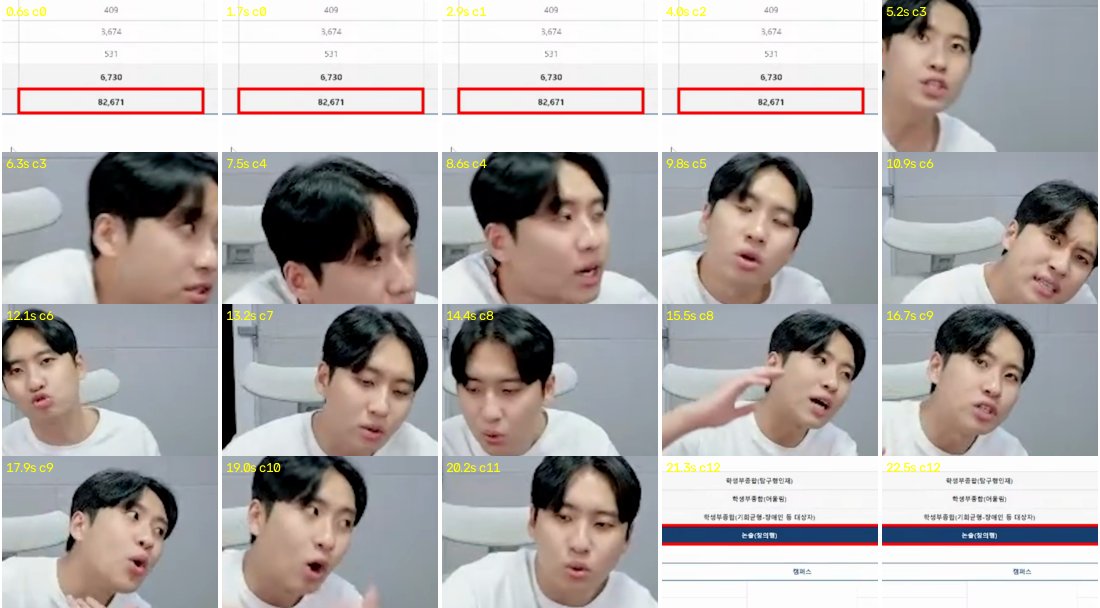 0.6s c0
409
3,674
531
6,730
82,671
1.7s c0
409
3,674
531
6,730
82,671
2.9s c1
409
3,674
531
6,730
82,671
4.0s c2
409
3,674
531
6,730
82,671
5.2s c3
6.3s c3
7.5s c4
8.6s c4
9.8s c5
10.9s c6
12.1s c6
13.2s c7
14.4s c8
15.5s c8
16.7s c9
17.9s c9
19.0s c10
20.2s c11
21.3s c12
학생부종합(탐구형인재)
학생부종합(어울림)
학생부종합(기회균형-장애인 등 대상자)
논술(창의형)
캠퍼스
22.5s c12
학생부종합(탐구형인재)
학생부종합(어울림)
학생부종합(기회균형-장애인 등 대상자)
논술(창의형)
캠퍼스